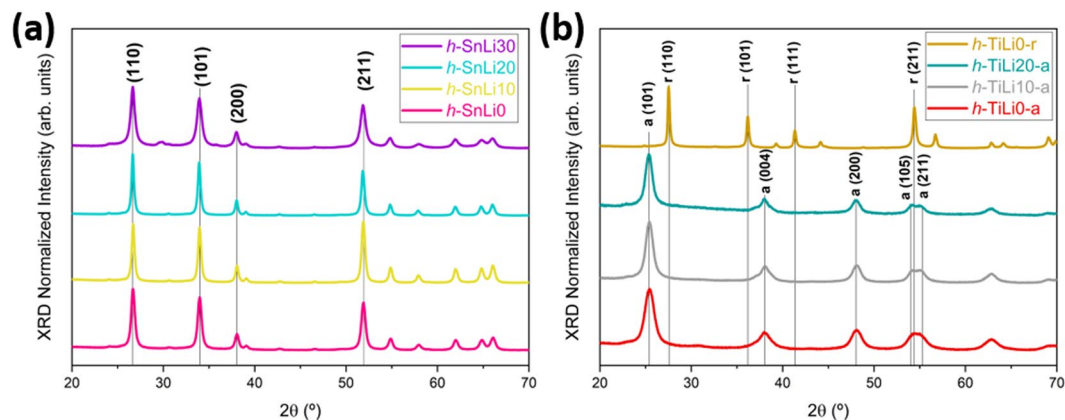 (a)
XRD Normalized Intensity (arb. units)
(110)
(101)
(200)
(211)
h-SnLi30
h-SnLi20
h-SnLi10
h-SnLi0
20 30 40 50 60 70
2θ (º)
(b)
XRD Normalized Intensity (arb. units)
a (101)
r (110)
r (101)
r (111)
r (211)
a (004)
a (200)
a (105)
a (211)
h-TiLi0-r
h-TiLi20-a
h-TiLi10-a
h-TiLi0-a
20 30 40 50 60 70
2θ (º)